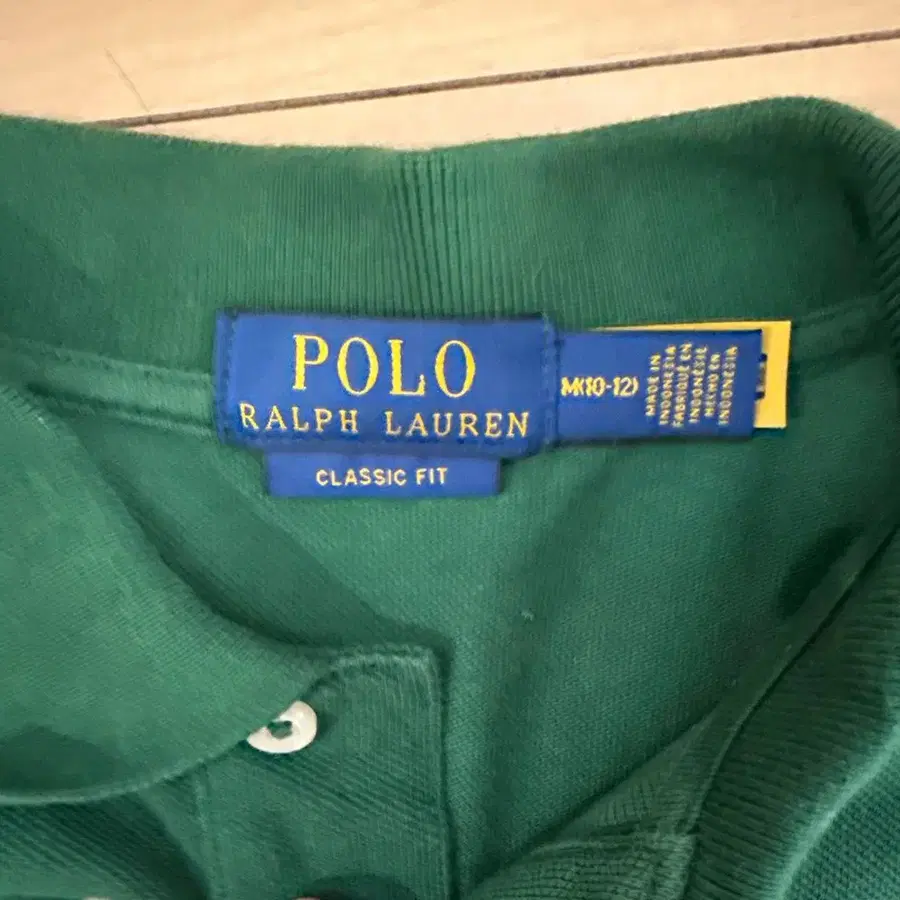 POLO
RALPH LAUREN
CLASSIC FIT
M(10-12)
MADE IN
INDONESIA
FABRIQUÉ EN
INDONÉSIE
HECHO EN
INDONESIA